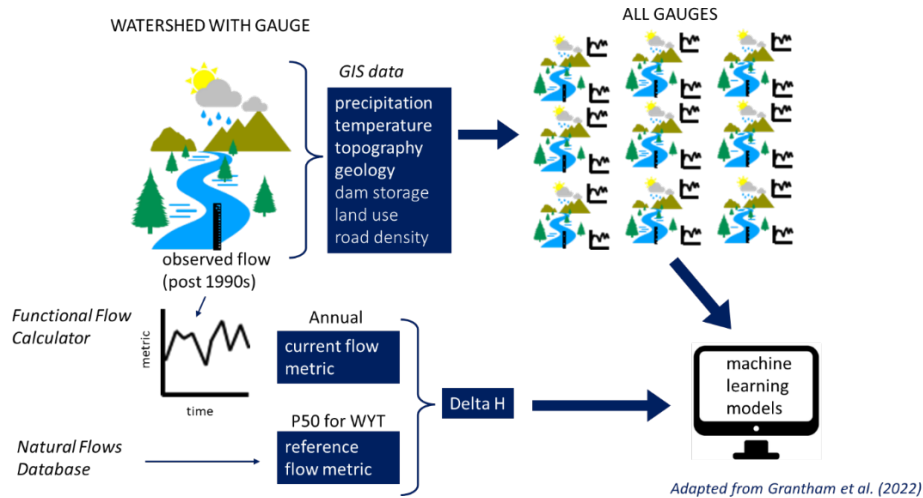 WATERSHED WITH GAUGE
ALL GAUGES
GIS data
precipitation
temperature
topography
geology
dam storage
land use
road density
observed flow
(post 1990s)
Functional Flow
Calculator
metric
time
Annual
current flow
metric
Delta H
P50 for WYT
reference
flow metric
Natural Flows
Database
machine
learning
models
Adapted from Grantham et al. (2022)